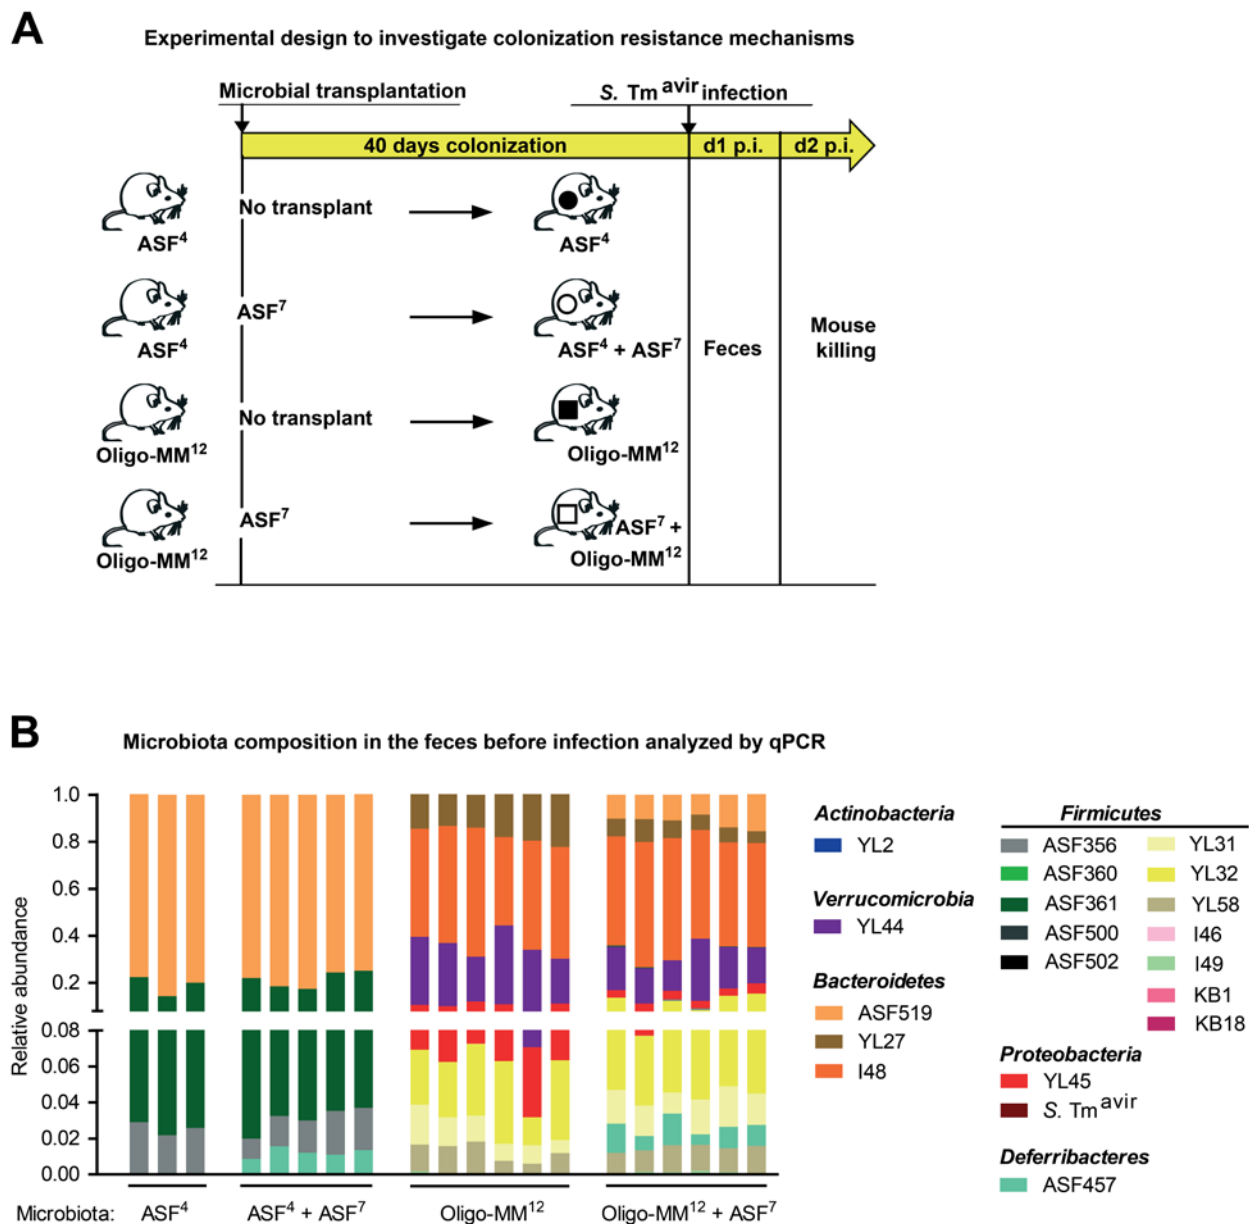 A
Experimental design to investigate colonization resistance mechanisms
Microbial transplantation
S. Tm avir infection
40 days colonization
d1 p.i.
d2 p.i.
No transplant
ASF4
ASF4
ASF7
ASF4
ASF4 + ASF7
Feces
Mouse
killing
No transplant
Oligo-MM12
Oligo-MM12
ASF7
ASF7 +
Oligo-MM12
Oligo-MM12
B
Microbiota composition in the feces before infection analyzed by qPCR
Relative abundance
1.0
0.8
0.6
0.4
0.2
0.08
0.06
0.04
0.02
0.00
Microbiota:
ASF4
ASF4 + ASF7
Oligo-MM12
Oligo-MM12 + ASF7
Actinobacteria
YL2
Verrucomicrobia
YL44
Bacteroidetes
ASF519
YL27
I48
Firmicutes
ASF356
ASF360
ASF361
ASF500
ASF502
YL31
YL32
YL58
I46
I49
KB1
KB18
Proteobacteria
YL45
S. Tm avir
Deferribacteres
ASF457